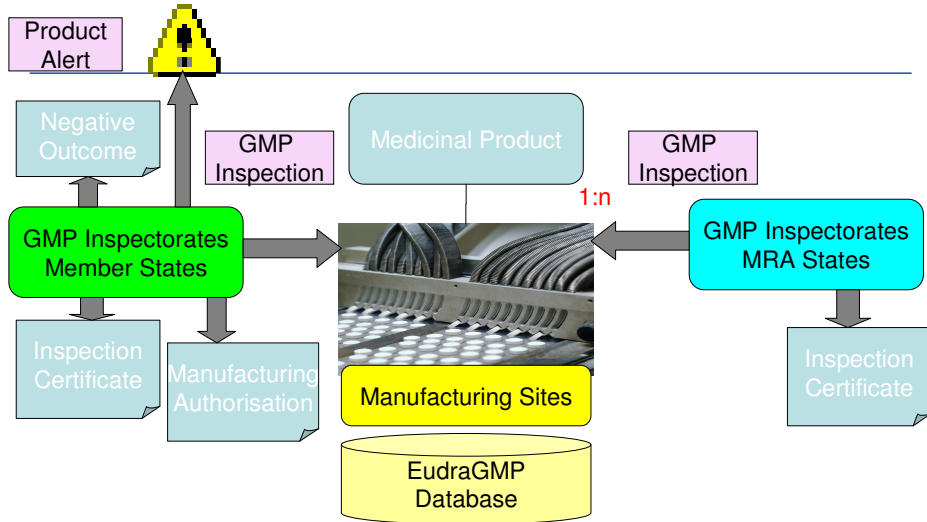 Product
Alert
Negative
Outcome
GMP
Inspection
Medicinal Product
GMP
Inspection
1:n
GMP Inspectorates
Member States
GMP Inspectorates
MRA States
Inspection
Certificate
Manufacturing
Authorisation
Manufacturing Sites
Inspection
Certificate
EudraGMP
Database